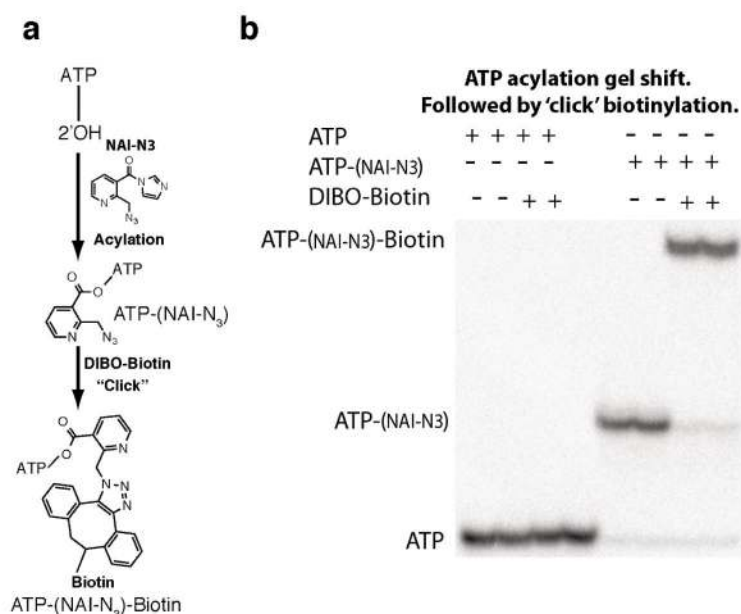 a
ATP
2'OH
NAI-N3
O
N
N
N
N3
Acylation
O
ATP
O
N
N3
ATP-(NAI-N3)
DIBO-Biotin
“Click”
O
O
ATP
N
N
N
N
Biotin
ATP-(NAI-N3)-Biotin
b
ATP acylation gel shift.
Followed by ‘click’ biotinylation.
ATP + + + + - - - -
ATP-(NAI-N3) - - - - + + + +
DIBO-Biotin - - + + - - + +
ATP-(NAI-N3)-Biotin
ATP-(NAI-N3)
ATP